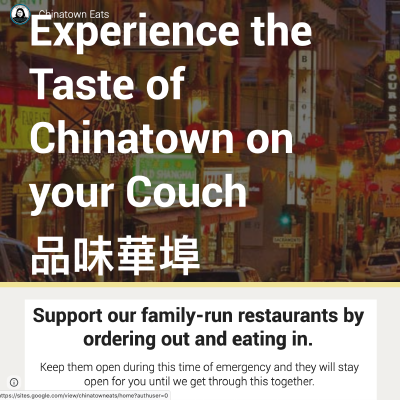 Chinatown Eats
Experience the
Taste of
Chinatown on
your Couch
品味華埠
Support our family-run restaurants by
ordering out and eating in.
Keep them open during this time of emergency and they will stay
open for you until we get through this together.
https://sites.google.com/view/chinatowneats/home?authuser=0